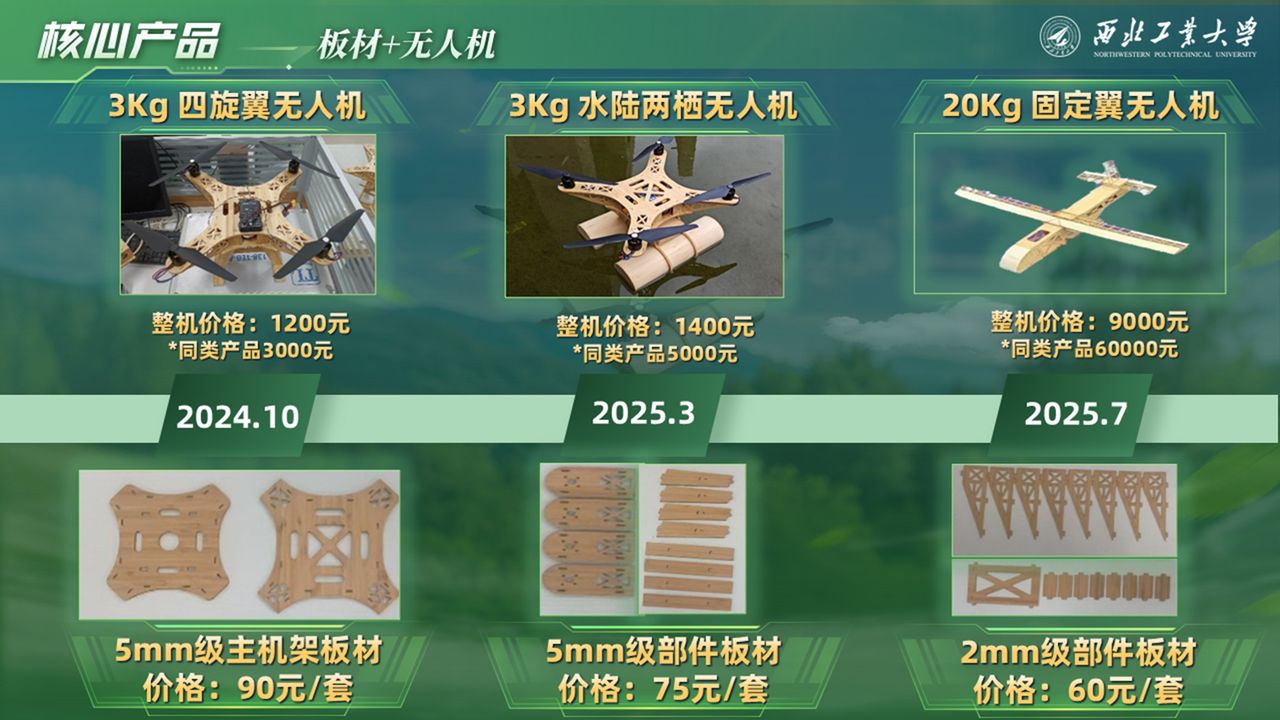 核心产品
板材+无人机
西北工业大学
NORTHWESTERN POLYTECHNICAL UNIVERSITY
3Kg 四旋翼无人机
3Kg 水陆两栖无人机
20Kg 固定翼无人机
整机价格：1200元
*同类产品3000元
整机价格：1400元
*同类产品5000元
整机价格：9000元
*同类产品60000元
2024.10
2025.3
2025.7
5mm级主机架板材
价格：90元/套
5mm级部件板材
价格：75元/套
2mm级部件板材
价格：60元/套